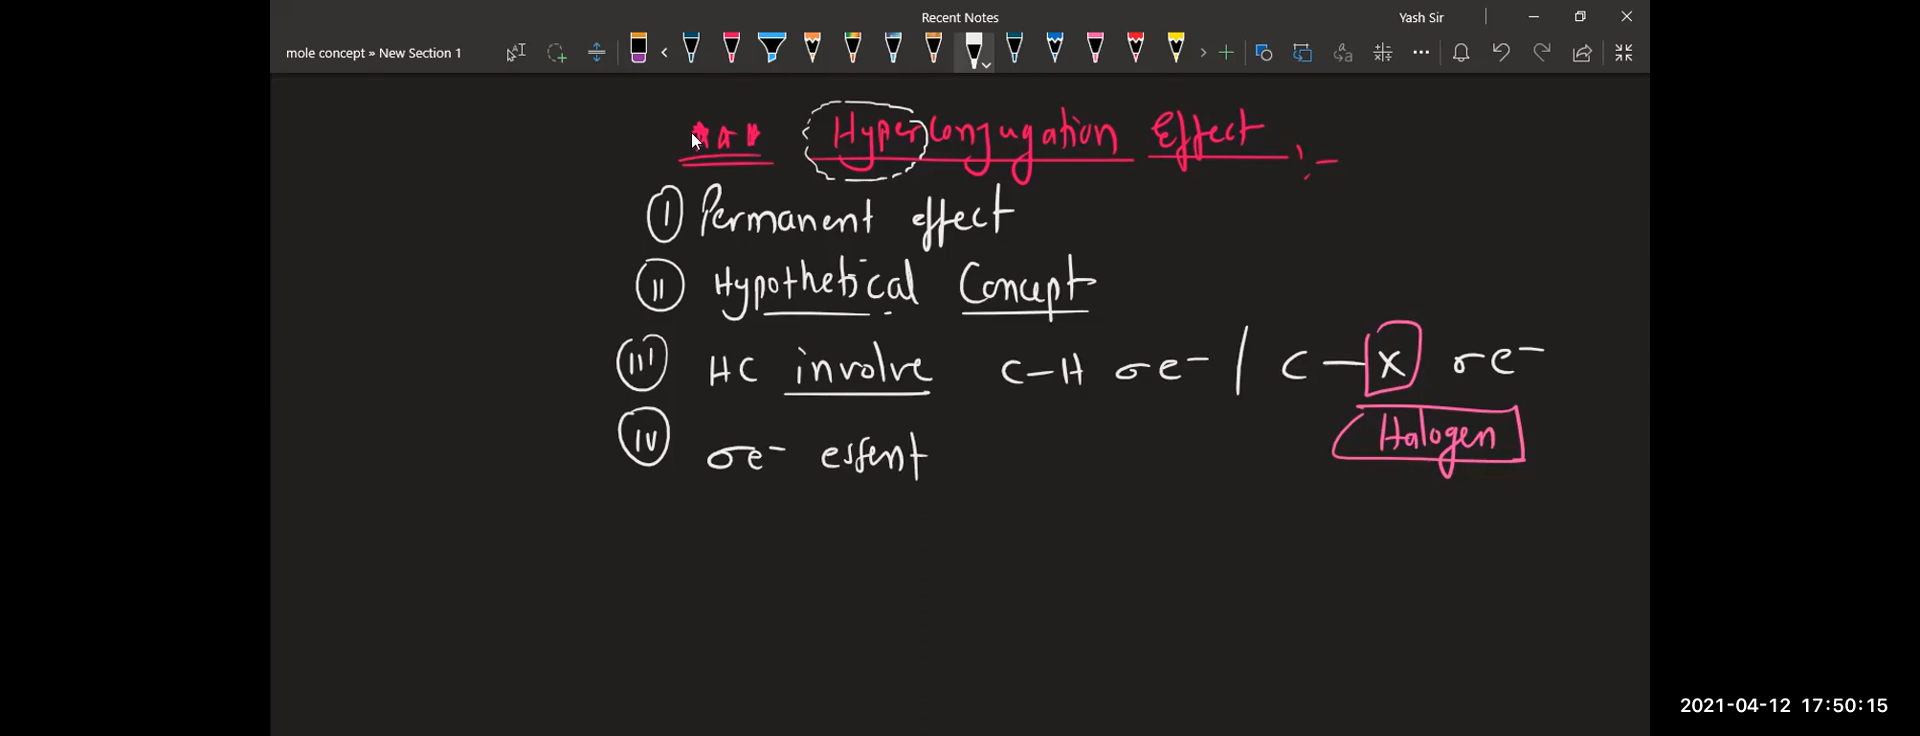 Recent Notes
Yash Sir
mole concept » New Section 1
*** Hyperconjugation Effect :-
(I) Permanent effect
(II) Hypothetical Concept
(III) HC involve C-H σe⁻ / C-X σe⁻
Halogen
(IV) σe⁻ essent
2021-04-12 17:50:15